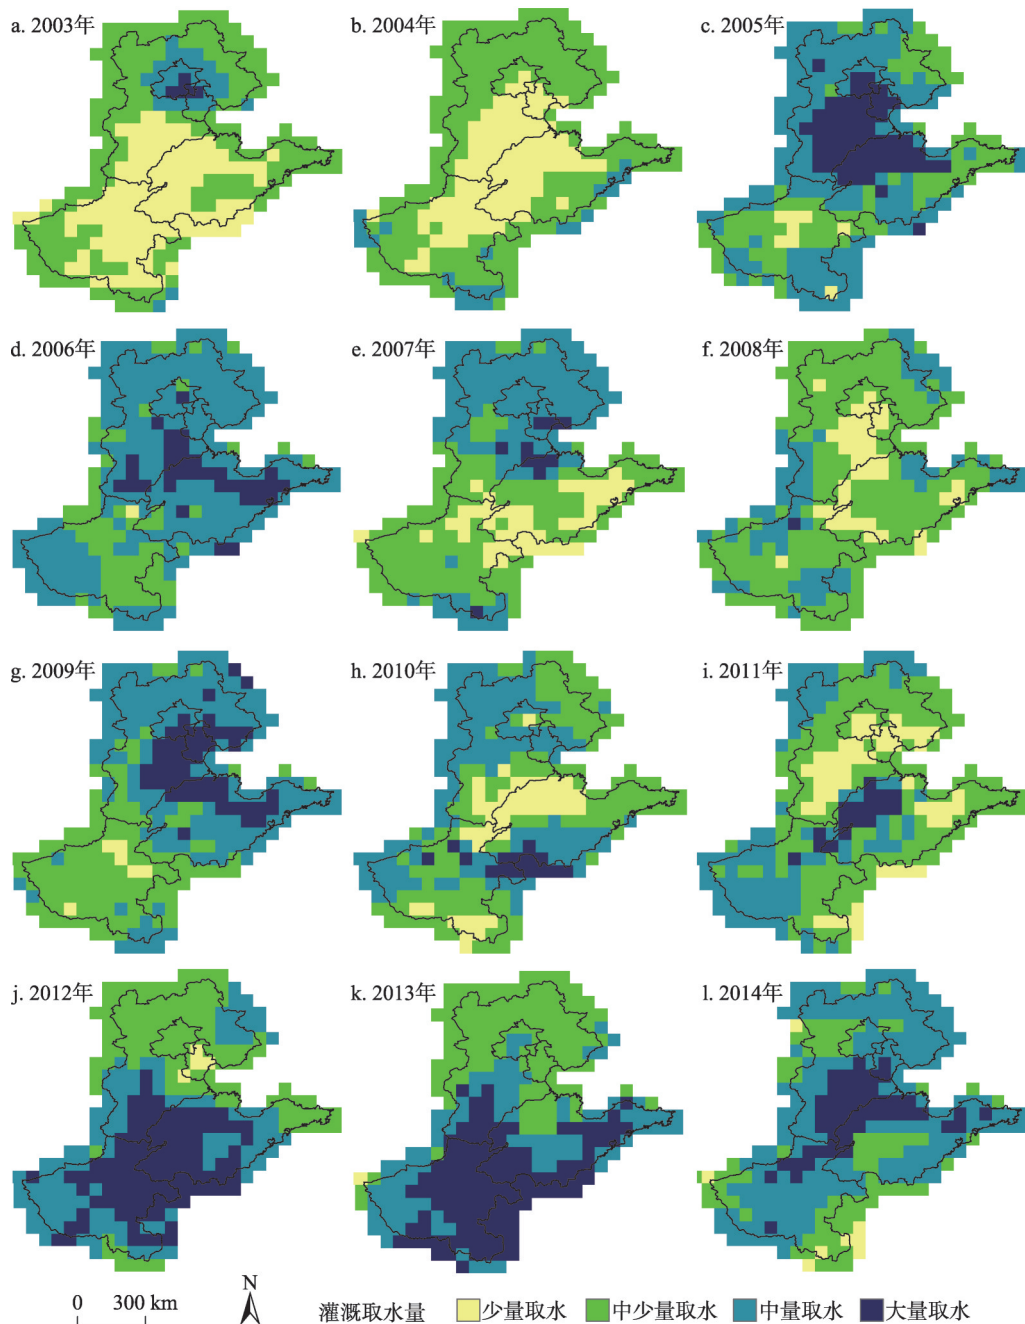 a. 2003年
b. 2004年
c. 2005年
d. 2006年
e. 2007年
f. 2008年
g. 2009年
h. 2010年
i. 2011年
j. 2012年
k. 2013年
l. 2014年
N
0 300 km
灌溉取水量 少量取水 中少量取水 中量取水 大量取水